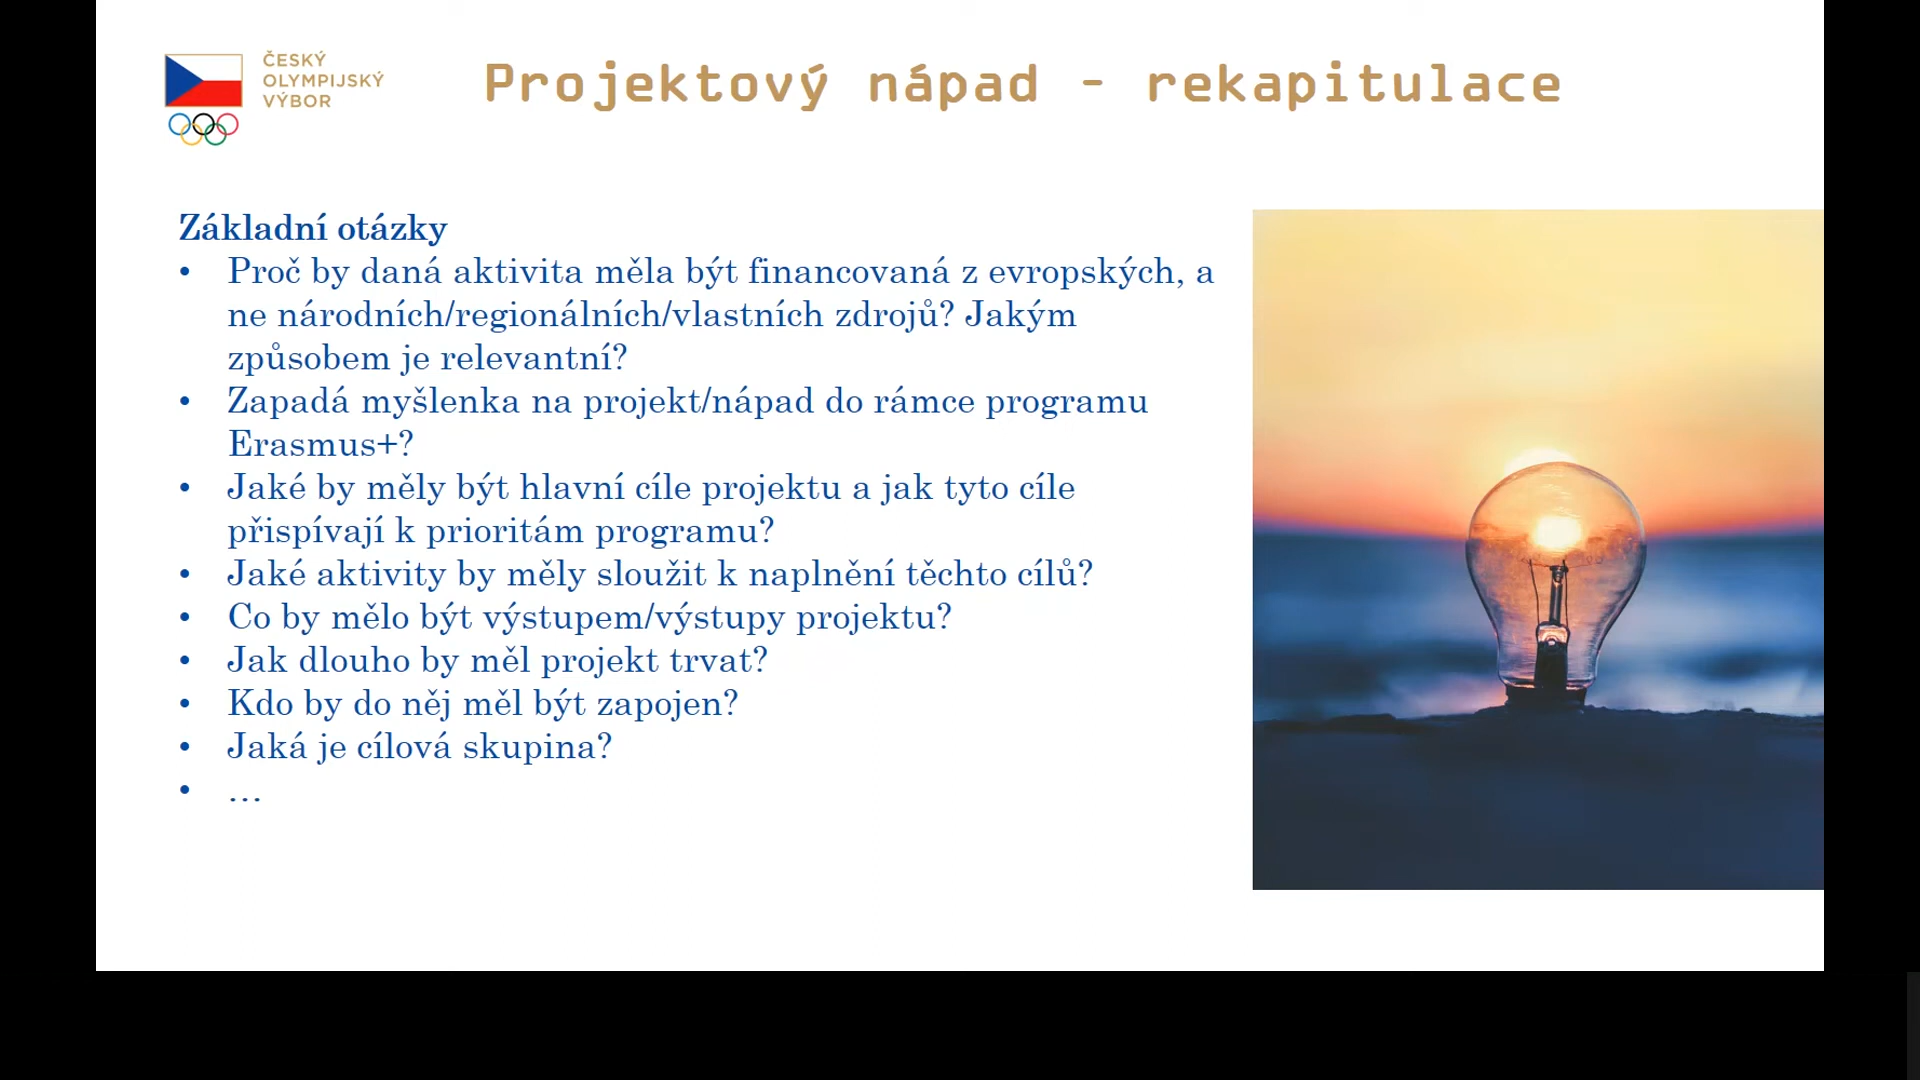 ČESKÝ
OLYMPIJSKÝ
VÝBOR
Projektový nápad - rekapitulace
Základní otázky
• Proč by daná aktivita měla být financovaná z evropských, a
ne národních/regionálních/vlastních zdrojů? Jakým
způsobem je relevantní?
• Zapadá myšlenka na projekt/nápad do rámce programu
Erasmus+?
• Jaké by měly být hlavní cíle projektu a jak tyto cíle
přispívají k prioritám programu?
• Jaké aktivity by měly sloužit k naplnění těchto cílů?
• Co by mělo být výstupem/výstupy projektu?
• Jak dlouho by měl projekt trvat?
• Kdo by do něj měl být zapojen?
• Jaká je cílová skupina?
• …